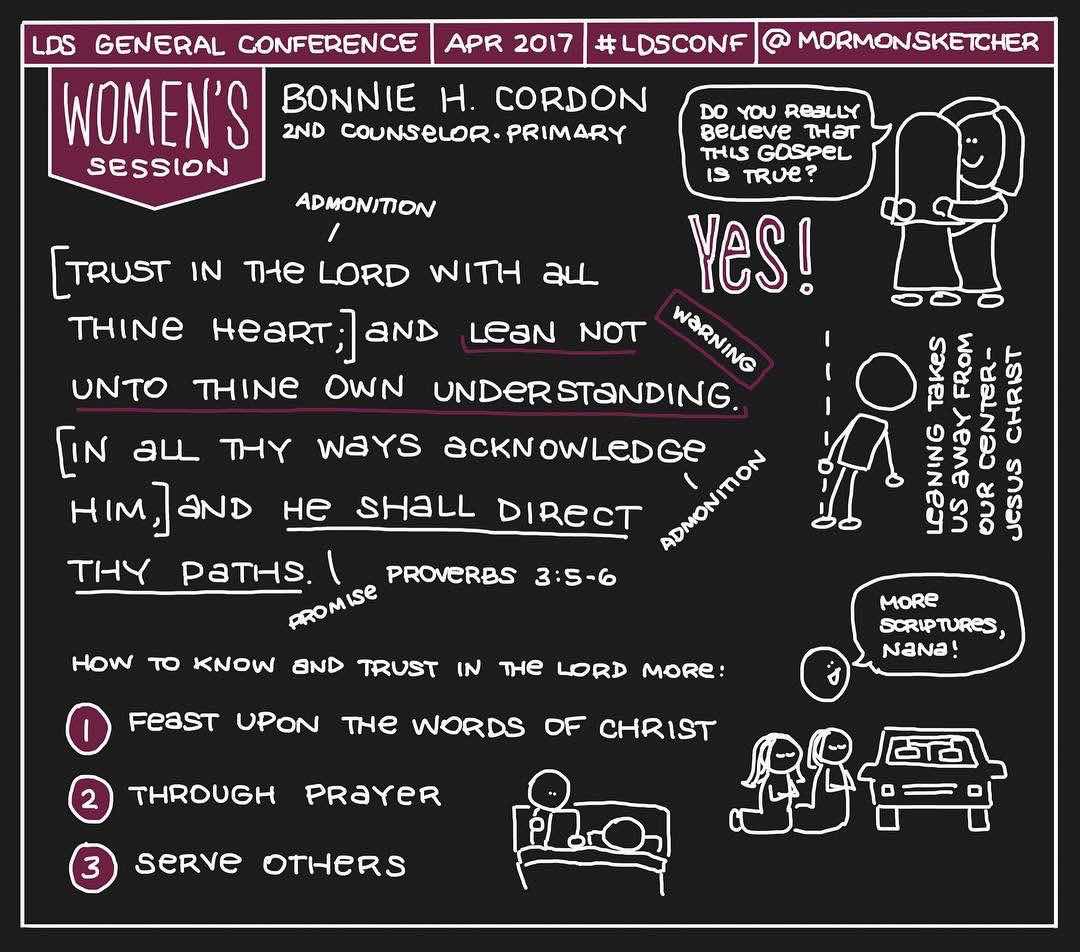 LDS GENERAL CONFERENCE APR 2017 #LDSCONF @MORMONSKETCHER
WOMEN'S
SESSION
BONNIE H. CORDON
2ND COUNSELOR · PRIMARY
DO YOU REALLY
BELIEVE THAT
THIS GOSPEL
IS TRUE?
YES!
ADMONITION
[TRUST IN THE LORD WITH ALL
THINE HEART;] AND LEAN NOT
WARNING
UNTO THINE OWN UNDERSTANDING.
[IN ALL THY WAYS ACKNOWLEDGE
HIM,] AND HE SHALL DIRECT
ADMONITION
THY PATHS.
PROMISE
PROVERBS 3:5-6
LEANING TAKES
US AWAY FROM
OUR CENTER-
JESUS CHRIST
MORE
SCRIPTURES,
NANA!
HOW TO KNOW AND TRUST IN THE LORD MORE:
1 FEAST UPON THE WORDS OF CHRIST
2 THROUGH PRAYER
3 SERVE OTHERS